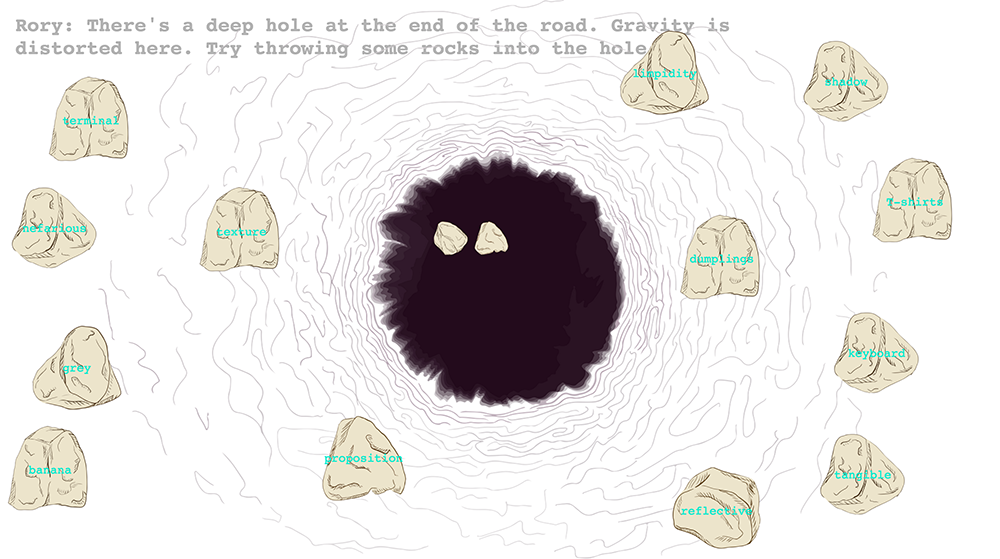 Rory: There's a deep hole at the end of the road. Gravity is
distorted here. Try throwing some rocks into the hole
limpidity
shadow
terminal
T-shirts
nefarious
texture
dumplings
keyboard
grey
proposition
banana
tangible
reflective